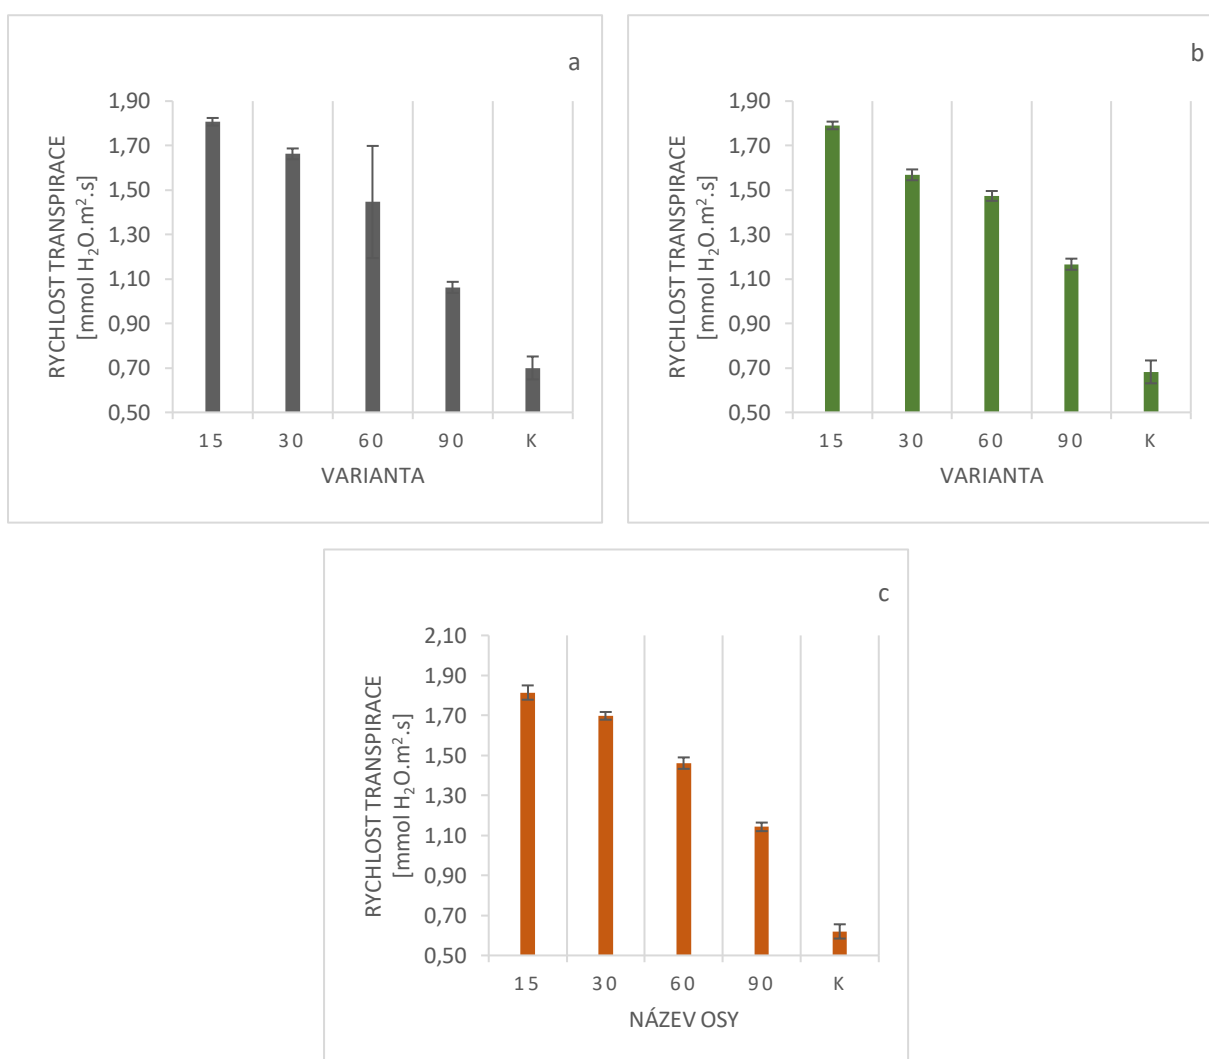 a
RYCHLOST TRANSPIRACE
[mmol H₂O.m².s]
1,90
1,70
1,50
1,30
1,10
0,90
0,70
0,50
15 30 60 90 K
VARIANTA
b
RYCHLOST TRANSPIRACE
[mmol H₂O.m².s]
1,90
1,70
1,50
1,30
1,10
0,90
0,70
0,50
15 30 60 90 K
VARIANTA
c
RYCHLOST TRANSPIRACE
[mmol H₂O.m².s]
2,10
1,90
1,70
1,50
1,30
1,10
0,90
0,70
0,50
15 30 60 90 K
NÁZEV OSY